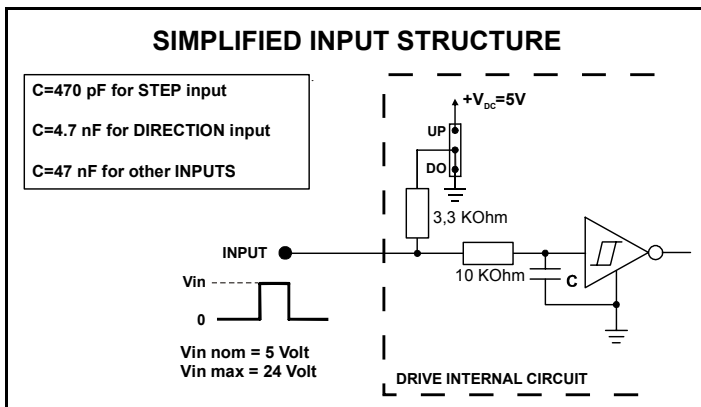 SIMPLIFIED INPUT STRUCTURE
C=470 pF for STEP input
C=4.7 nF for DIRECTION input
C=47 nF for other INPUTS
+VDC=5V
UP
DO
3,3 KOhm
INPUT
10 KOhm
C
Vin
0
Vin nom = 5 Volt
Vin max = 24 Volt
DRIVE INTERNAL CIRCUIT